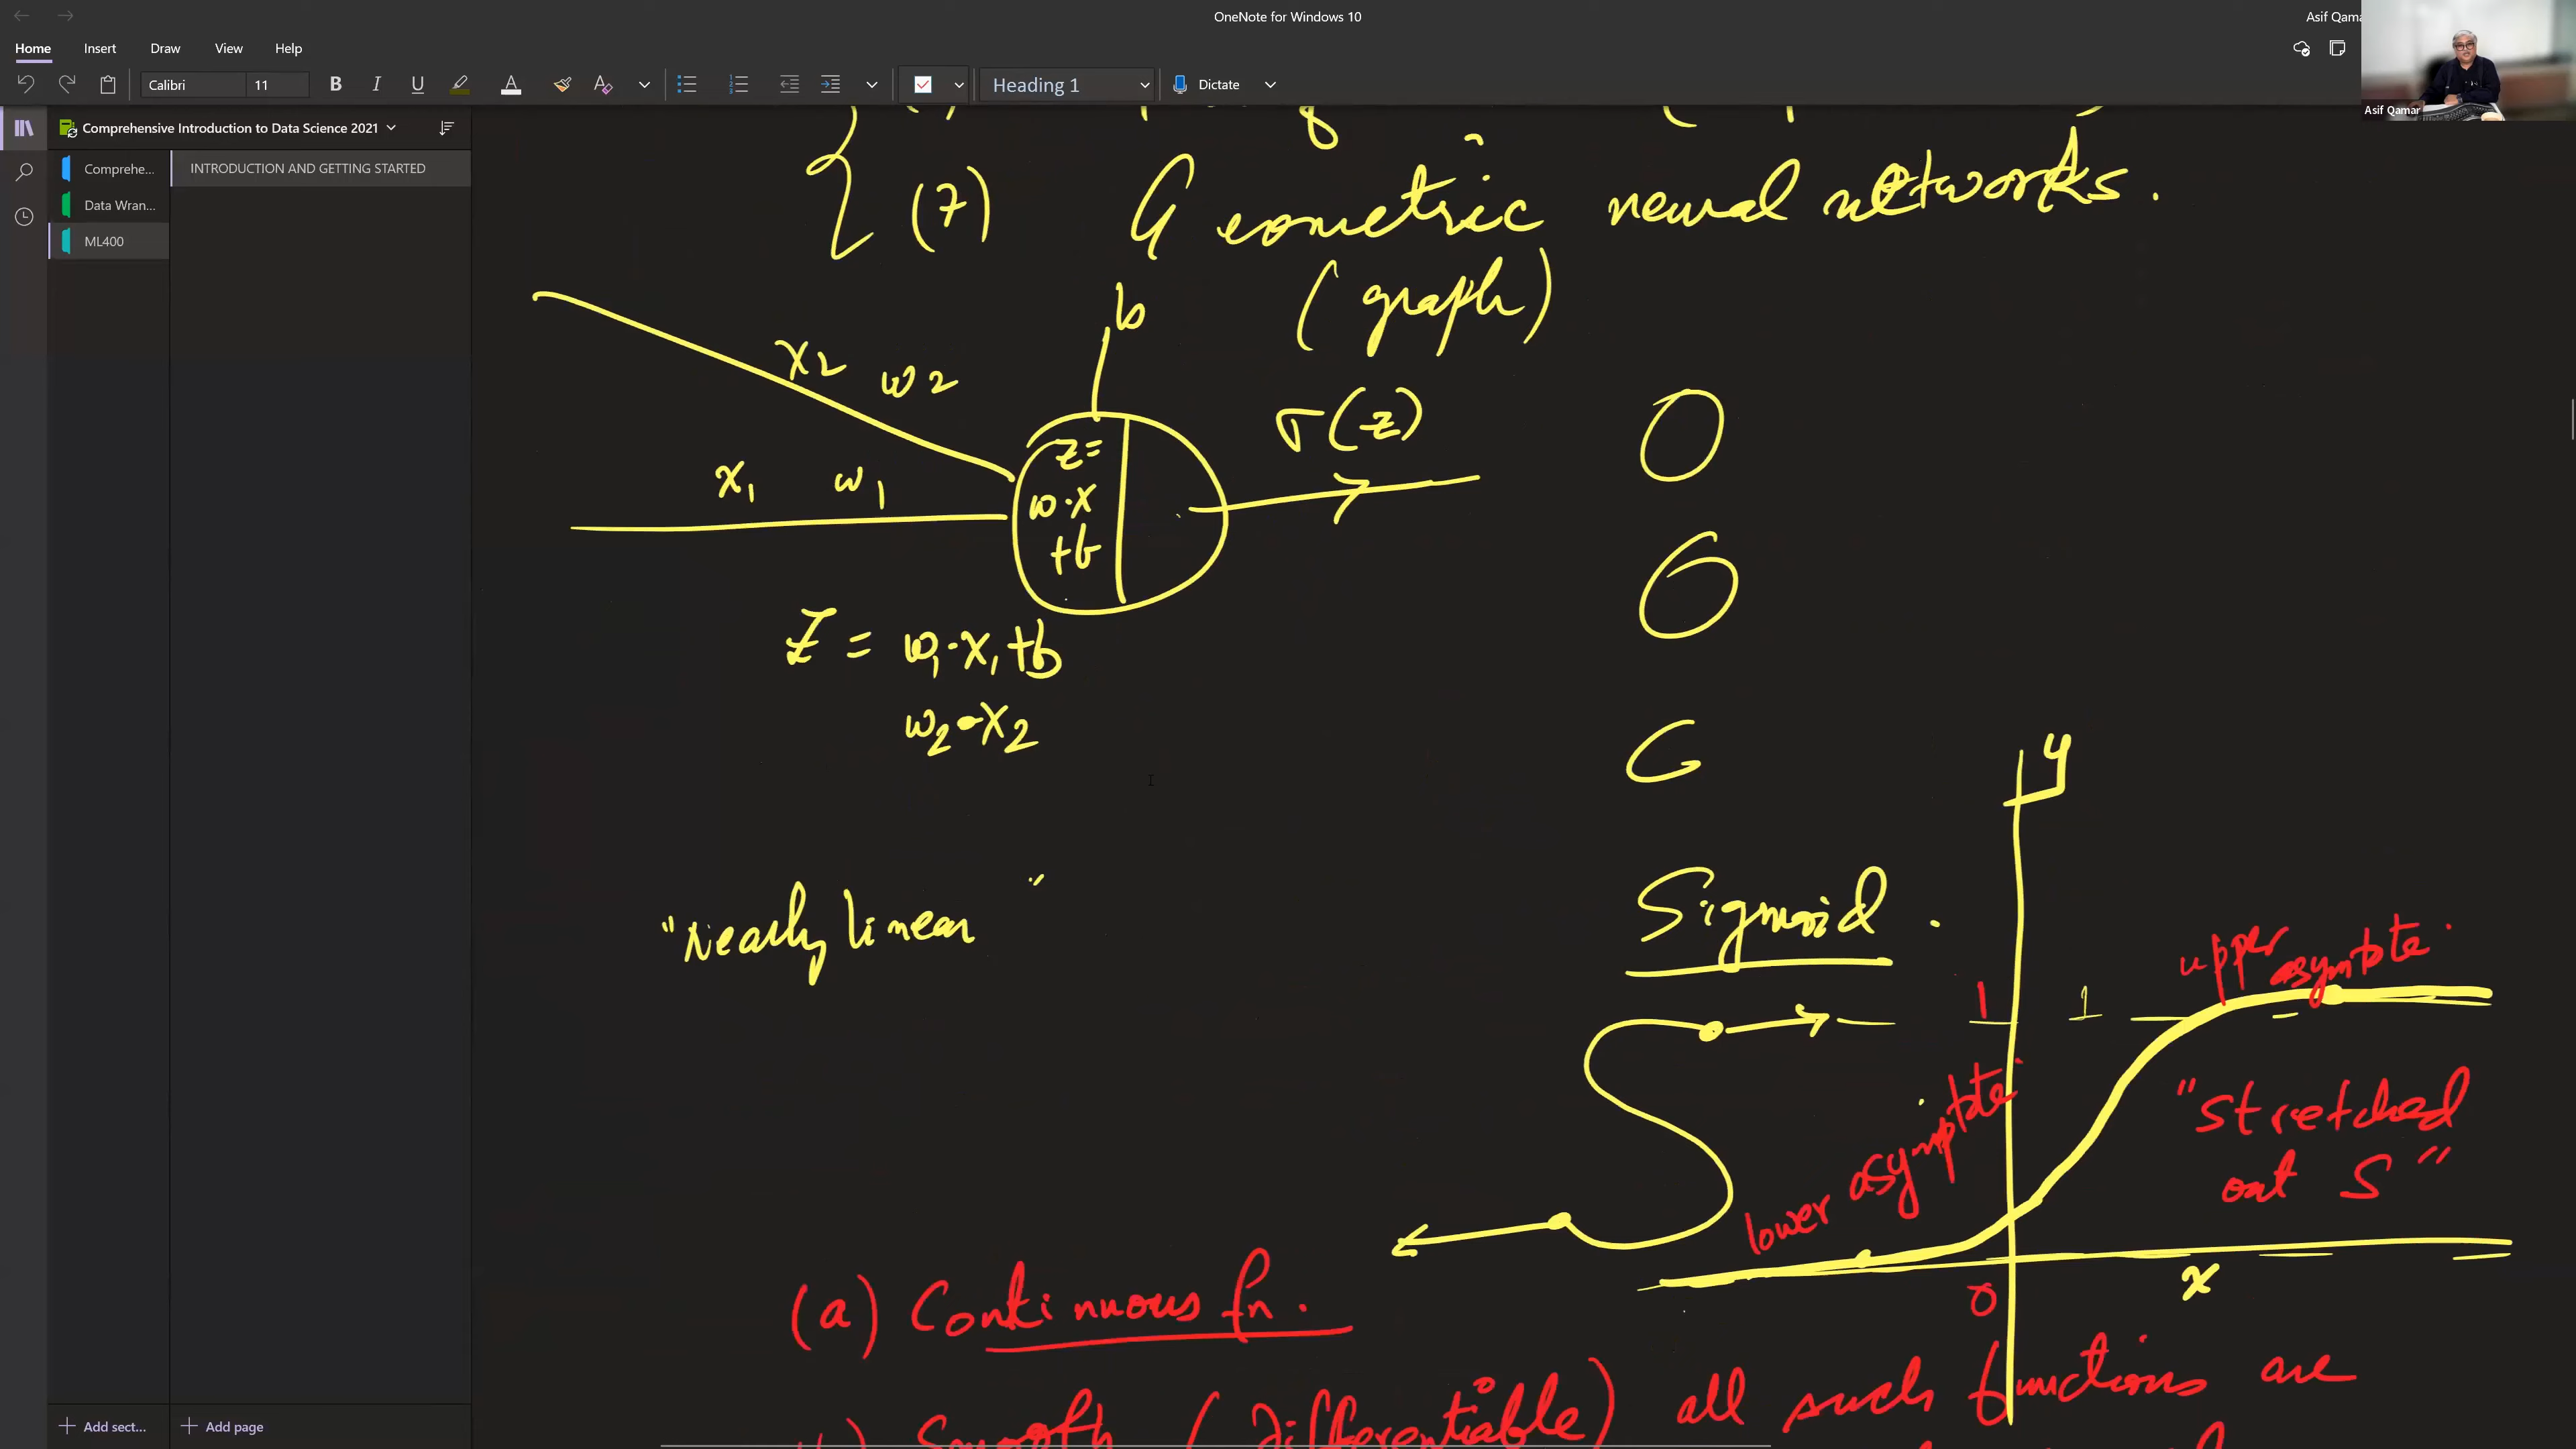 OneNote for Windows 10
Asif Qama
Home Insert Draw View Help
Calibri 11 B I U A Heading 1 Dictate
Asif Qamar
Comprehensive Introduction to Data Science 2021
Comprehe...
Data Wran...
ML400
INTRODUCTION AND GETTING STARTED
(7) Geometric neural networks.
(graph)
b
x2 w2
σ(z)
x1 w1
z=
w·x
+b
Z = w1·x1+b
w2·x2
y
"Nearly linear"
Sigmoid.
upper asymptote.
1 1
lower asymptote
"Stretched
out S"
x
0
(a) Continuous fn.
Smooth (Differentiable) all such functions are
Add sect...
Add page